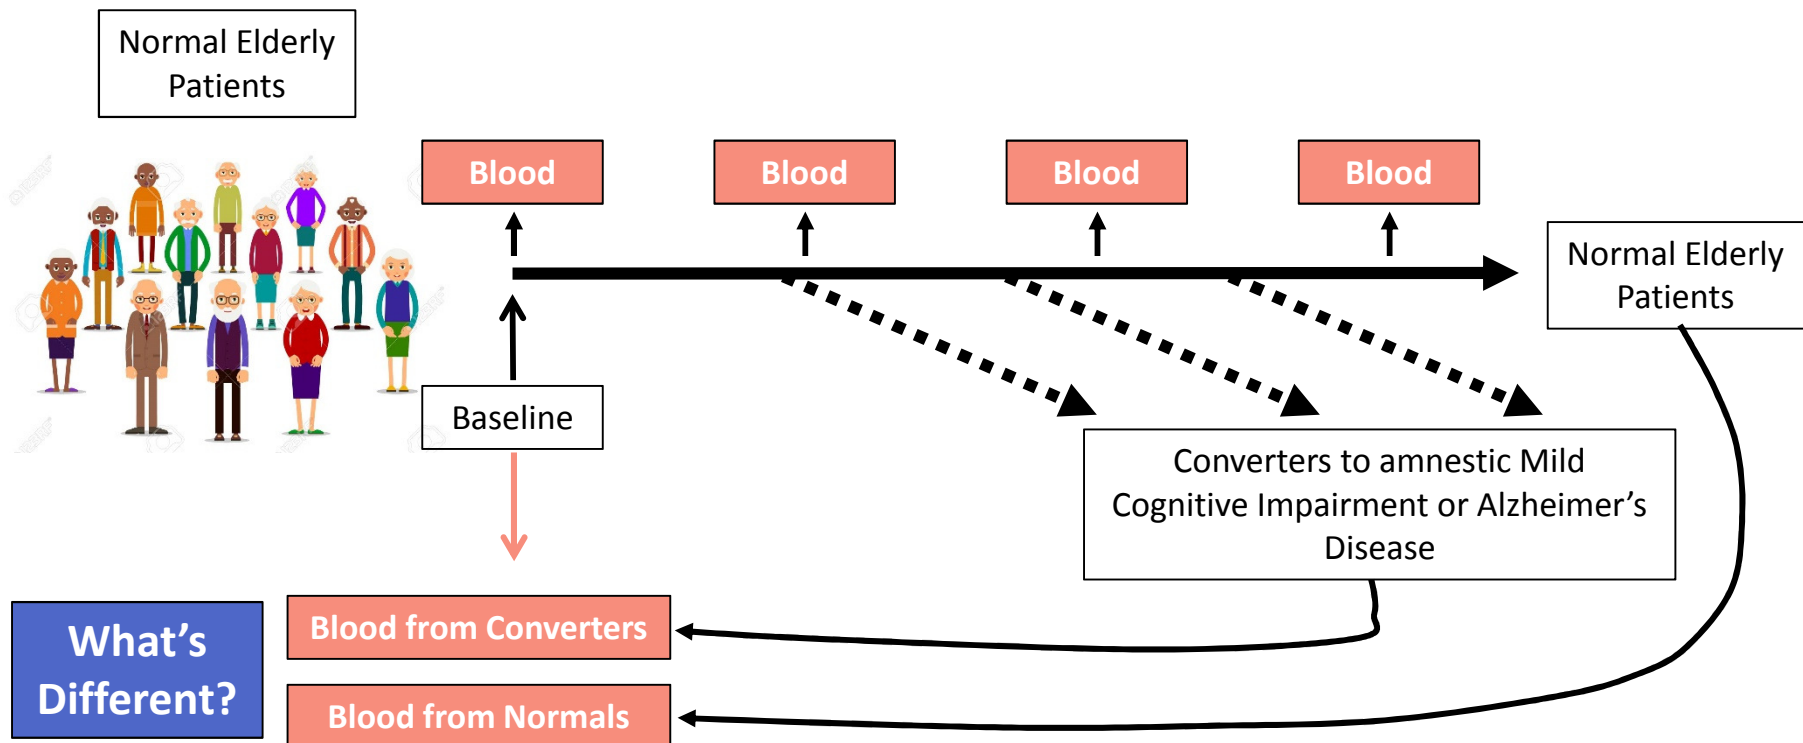 Normal Elderly
Patients
Blood
Blood
Blood
Blood
Normal Elderly
Patients
Baseline
Converters to amnestic Mild
Cognitive Impairment or Alzheimer’s
Disease
What’s
Different?
Blood from Converters
Blood from Normals